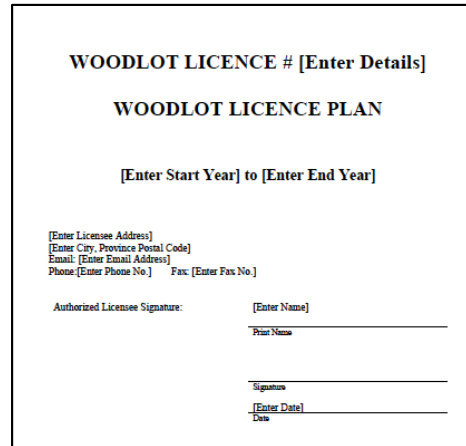 WOODLOT LICENCE # [Enter Details]
WOODLOT LICENCE PLAN
[Enter Start Year] to [Enter End Year]
[Enter Licensee Address]
[Enter City, Province Postal Code]
Email: [Enter Email Address]
Phone:[Enter Phone No.] Fax: [Enter Fax No.]
Authorized Licensee Signature: [Enter Name]
Print Name
Signature
[Enter Date]
Date